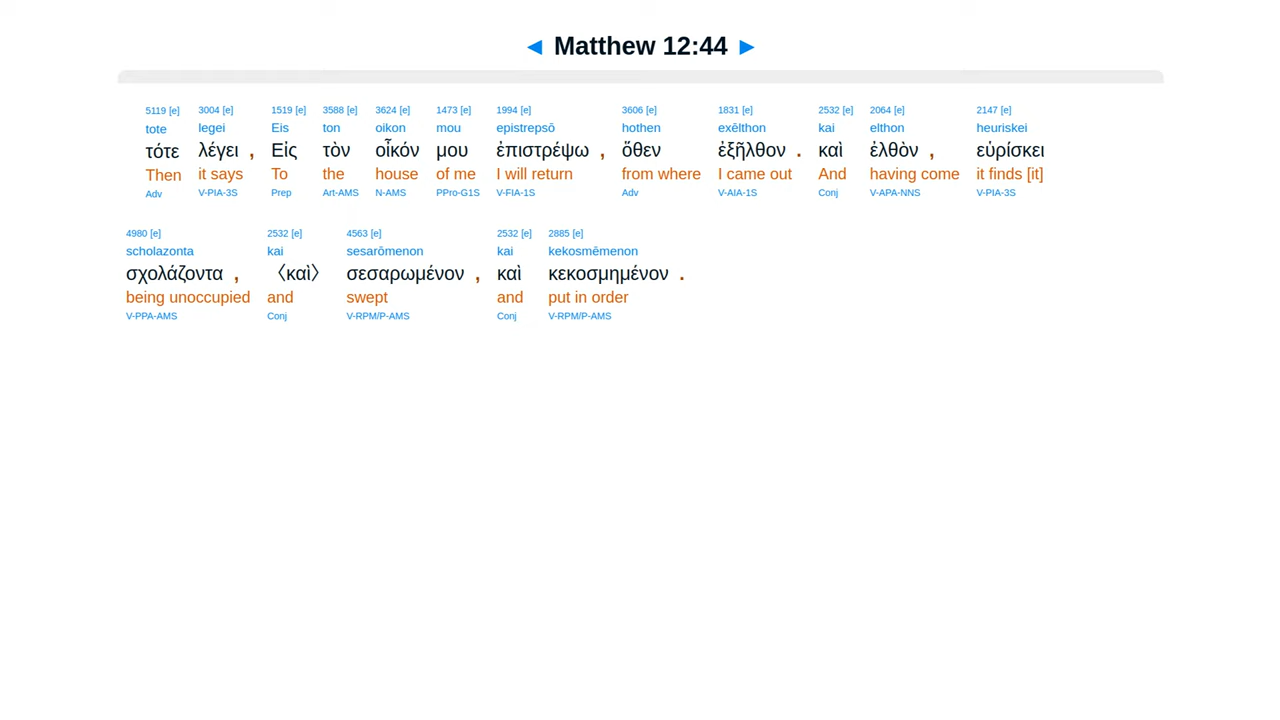 ◄ Matthew 12:44 ►
5119 [e] 3004 [e] 1519 [e] 3588 [e] 3624 [e] 1473 [e] 1994 [e] 3606 [e] 1831 [e] 2532 [e] 2064 [e] 2147 [e]
tote legei Eis ton oikon mou epistrepsō hothen exēlthon kai elthon heuriskei
τότε λέγει , Εἰς τὸν οἶκόν μου ἐπιστρέψω , ὅθεν ἐξῆλθον . καὶ ἐλθὸν , εὑρίσκει
Then it says To the house of me I will return from where I came out And having come it finds [it]
Adv V-PIA-3S Prep Art-AMS N-AMS PPro-G1S V-FIA-1S Adv V-AIA-1S Conj V-APA-NNS V-PIA-3S
4980 [e] 2532 [e] 4563 [e] 2532 [e] 2885 [e]
scholazonta kai sesarōmenon kai kekosmēmenon
σχολάζοντα , 〈καὶ〉 σεσαρωμένον , καὶ κεκοσμημένον .
being unoccupied and swept and put in order
V-PPA-AMS Conj V-RPM/P-AMS Conj V-RPM/P-AMS